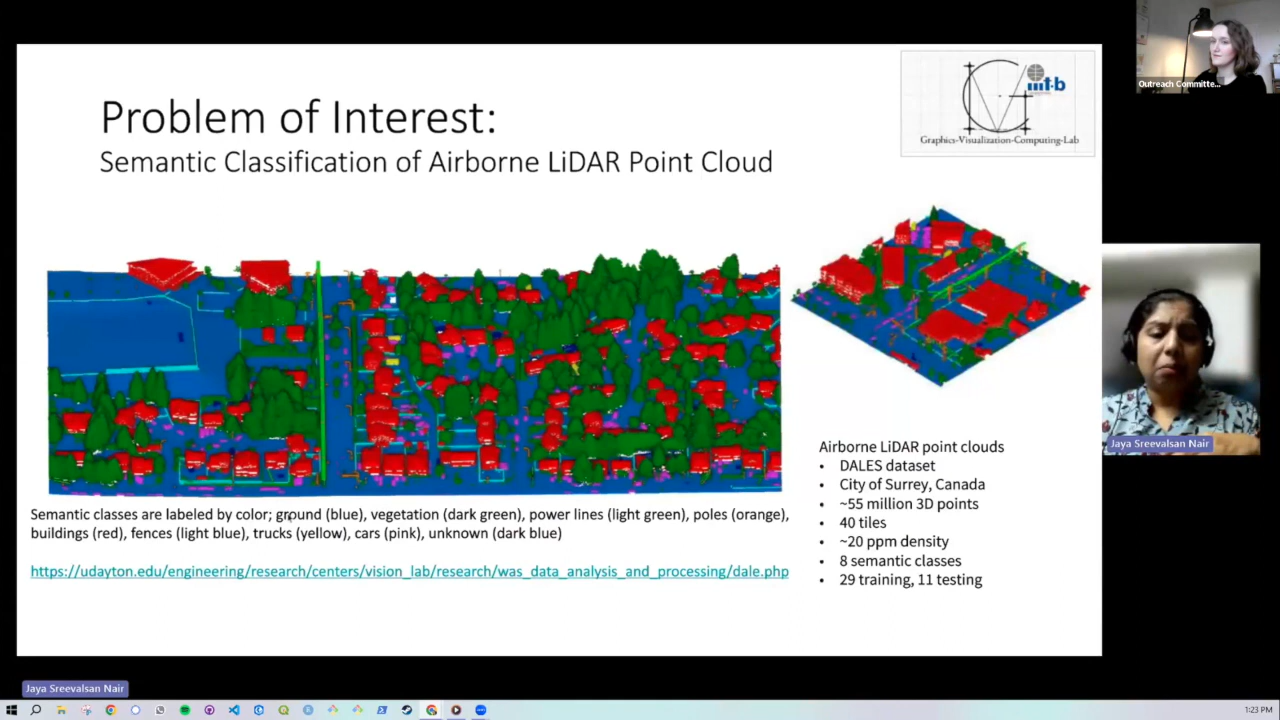 Problem of Interest:
Semantic Classification of Airborne LiDAR Point Cloud
iiit-b
Graphics-Visualization-Computing-Lab
Outreach Committe...
Semantic classes are labeled by color; ground (blue), vegetation (dark green), power lines (light green), poles (orange),
buildings (red), fences (light blue), trucks (yellow), cars (pink), unknown (dark blue)
https://udayton.edu/engineering/research/centers/vision_lab/research/was_data_analysis_and_processing/dale.php
Airborne LiDAR point clouds
• DALES dataset
• City of Surrey, Canada
• ~55 million 3D points
• 40 tiles
• ~20 ppm density
• 8 semantic classes
• 29 training, 11 testing
Jaya Sreevalsan Nair
Jaya Sreevalsan Nair
1:23 PM